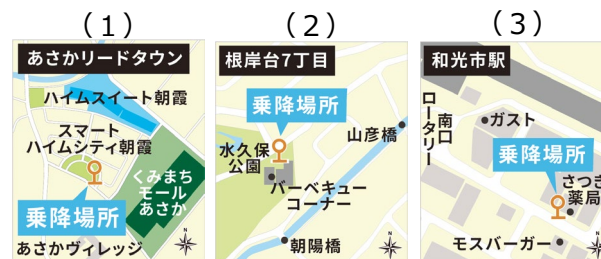 （1）
あさかリードタウン
ハイムスイート朝霞
スマート
ハイムシティ朝霞
くみまち
モール
あさか
乗降場所
あさかヴィレッジ
N
（2）
根岸台7丁目
乗降場所
山彦橋
水久保
公園
バーベキュー
コーナー
朝陽橋
N
（3）
和光市駅
南口
ロータリー
ガスト
乗降場所
さつき
薬局
モスバーガー
N